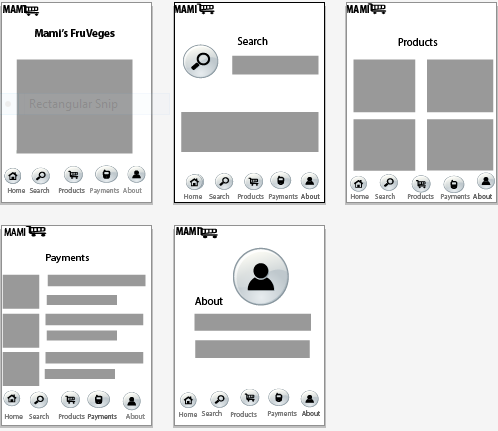 MAMI
Mami's FruVeges
Rectangular Snip
Home Search Products Payments About
MAMI
Search
Home Search Products Payments About
MAMI
Products
Home Search Products Payments About
MAMI
Payments
Home Search Products Payments About
MAMI
About
Home Search Products Payments About